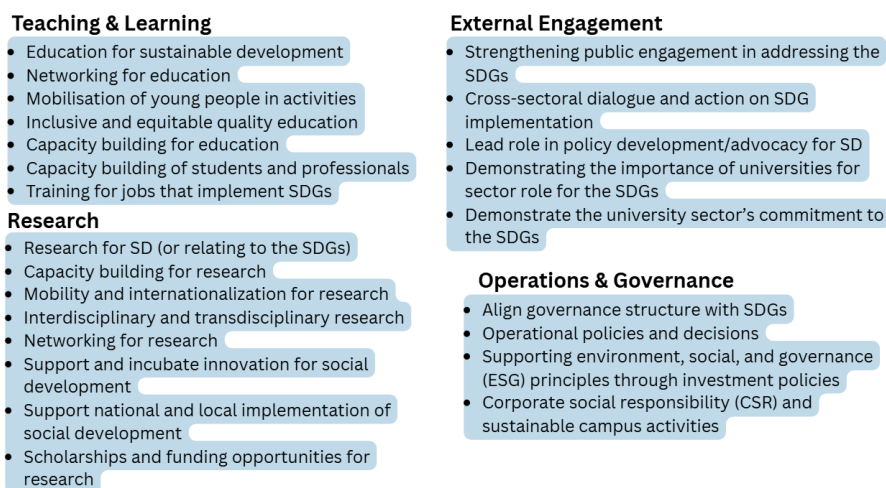 Teaching & Learning
• Education for sustainable development
• Networking for education
• Mobilisation of young people in activities
• Inclusive and equitable quality education
• Capacity building for education
• Capacity building of students and professionals
• Training for jobs that implement SDGs
Research
• Research for SD (or relating to the SDGs)
• Capacity building for research
• Mobility and internationalization for research
• Interdisciplinary and transdisciplinary research
• Networking for research
• Support and incubate innovation for social
development
• Support national and local implementation of
social development
• Scholarships and funding opportunities for
research
External Engagement
• Strengthening public engagement in addressing the
SDGs
• Cross-sectoral dialogue and action on SDG
implementation
• Lead role in policy development/advocacy for SD
• Demonstrating the importance of universities for
sector role for the SDGs
• Demonstrate the university sector’s commitment to
the SDGs
Operations & Governance
• Align governance structure with SDGs
• Operational policies and decisions
• Supporting environment, social, and governance
(ESG) principles through investment policies
• Corporate social responsibility (CSR) and
sustainable campus activities